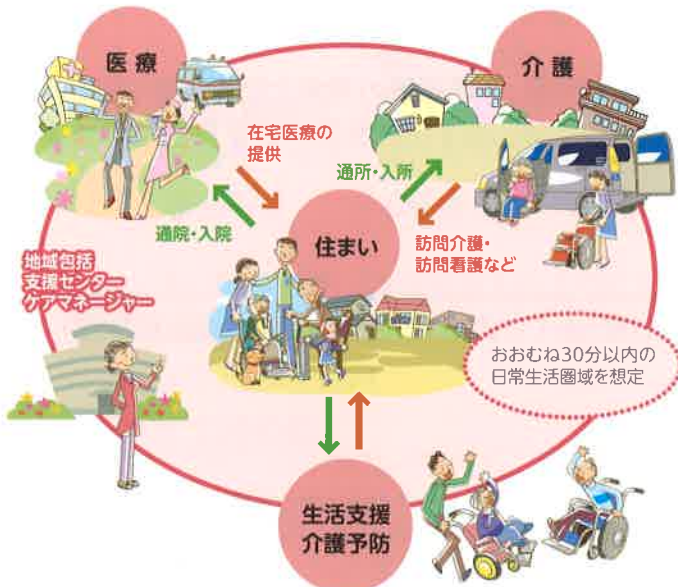 医療
介護
在宅医療の
提供
通所・入所
通院・入院
住まい
訪問介護・
訪問看護など
地域包括
支援センター
ケアマネージャー
おおむね30分以内の
日常生活圏域を想定
生活支援
介護予防